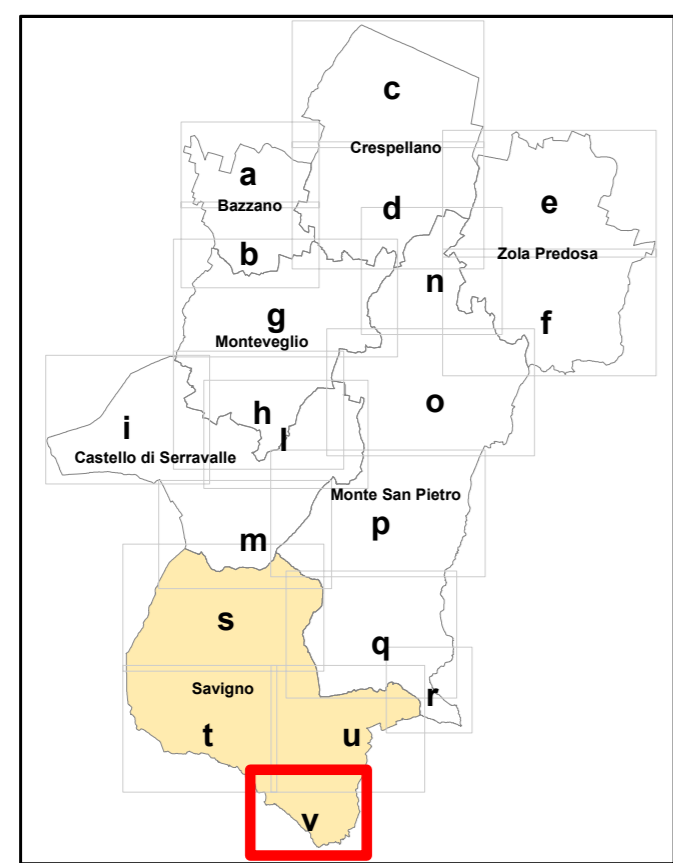 c
Crespellano
a
Bazzano
d
e
Zola Predosa
b
n
g
Monteveglio
f
h
o
i
l
Castello di Serravalle
Monte San Pietro
p
m
s
q
Savigno
r
t
u
v